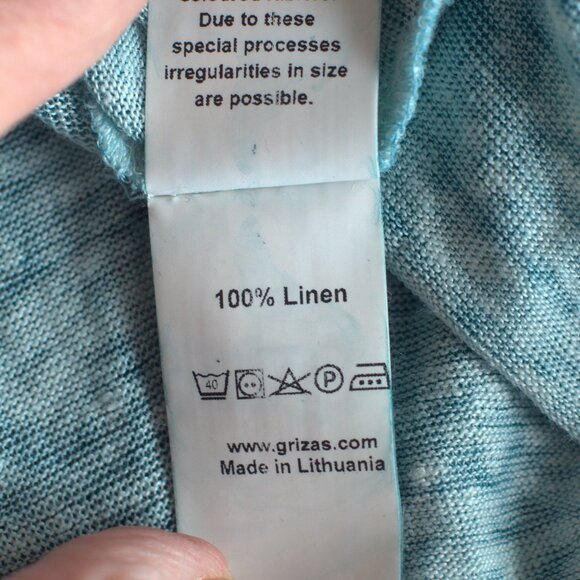 Due to these
special processes
irregularities in size
are possible.
100% Linen
40 P
www.grizas.com
Made in Lithuania